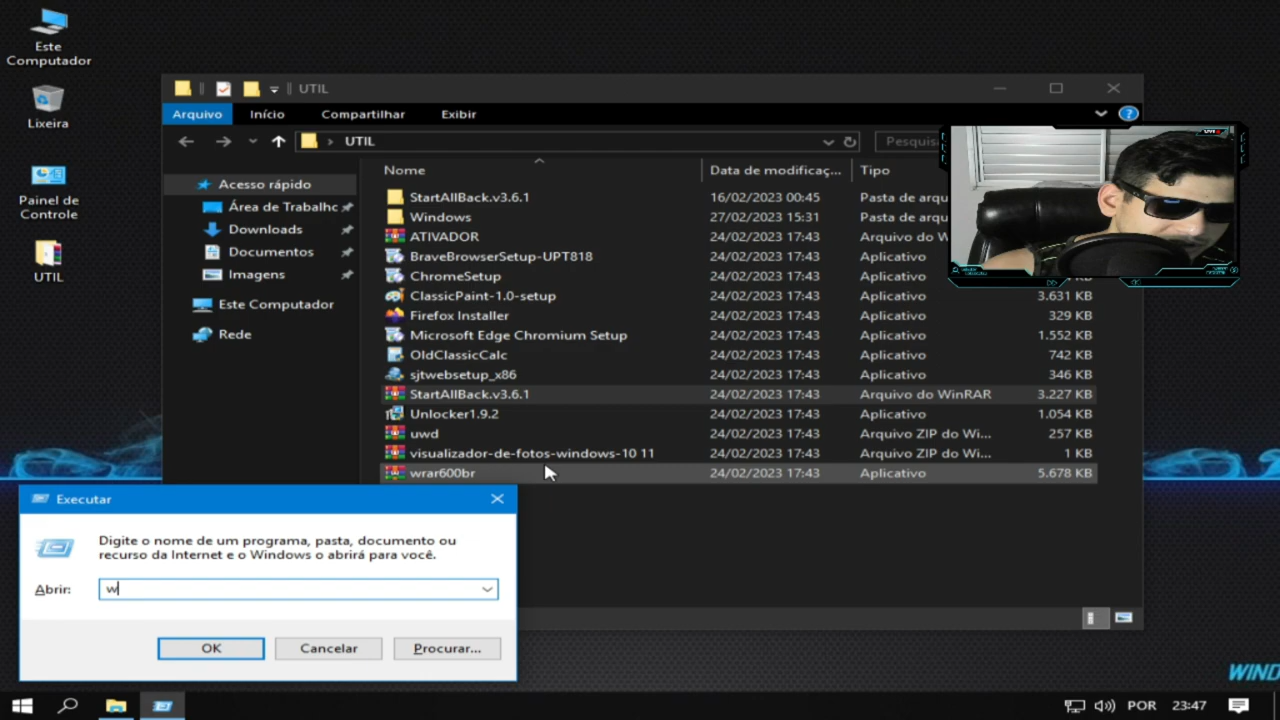 Este
Computador
Lixeira
Painel de
Controle
UTIL
UTIL
Arquivo Início Compartilhar Exibir
UTIL
Nome Data de modificaç... Tipo
Acesso rápido
Área de Trabalhc
Downloads
Documentos
Imagens
Este Computador
Rede
StartAllBack.v3.6.1 16/02/2023 00:45 Pasta de arqu
Windows 27/02/2023 15:31 Pasta de arqu
ATIVADOR 24/02/2023 17:43 Arquivo do W
BraveBrowserSetup-UPT818 24/02/2023 17:43 Aplicativo
ChromeSetup 24/02/2023 17:43 Aplicativo
ClassicPaint-1.0-setup 24/02/2023 17:43 Aplicativo 3.631 KB
Firefox Installer 24/02/2023 17:43 Aplicativo 329 KB
Microsoft Edge Chromium Setup 24/02/2023 17:43 Aplicativo 1.552 KB
OldClassicCalc 24/02/2023 17:43 Aplicativo 742 KB
sjtwebsetup_x86 24/02/2023 17:43 Aplicativo 346 KB
StartAllBack.v3.6.1 24/02/2023 17:43 Arquivo do WinRAR 3.227 KB
Unlocker1.9.2 24/02/2023 17:43 Aplicativo 1.054 KB
uwd 24/02/2023 17:43 Arquivo ZIP do Wi... 257 KB
visualizador-de-fotos-windows-10 11 24/02/2023 17:43 Arquivo ZIP do Wi... 1 KB
wrar600br 24/02/2023 17:43 Aplicativo 5.678 KB
Executar
Digite o nome de um programa, pasta, documento ou
recurso da Internet e o Windows o abrirá para você.
Abrir: w
OK Cancelar Procurar...
WIND
POR 23:47